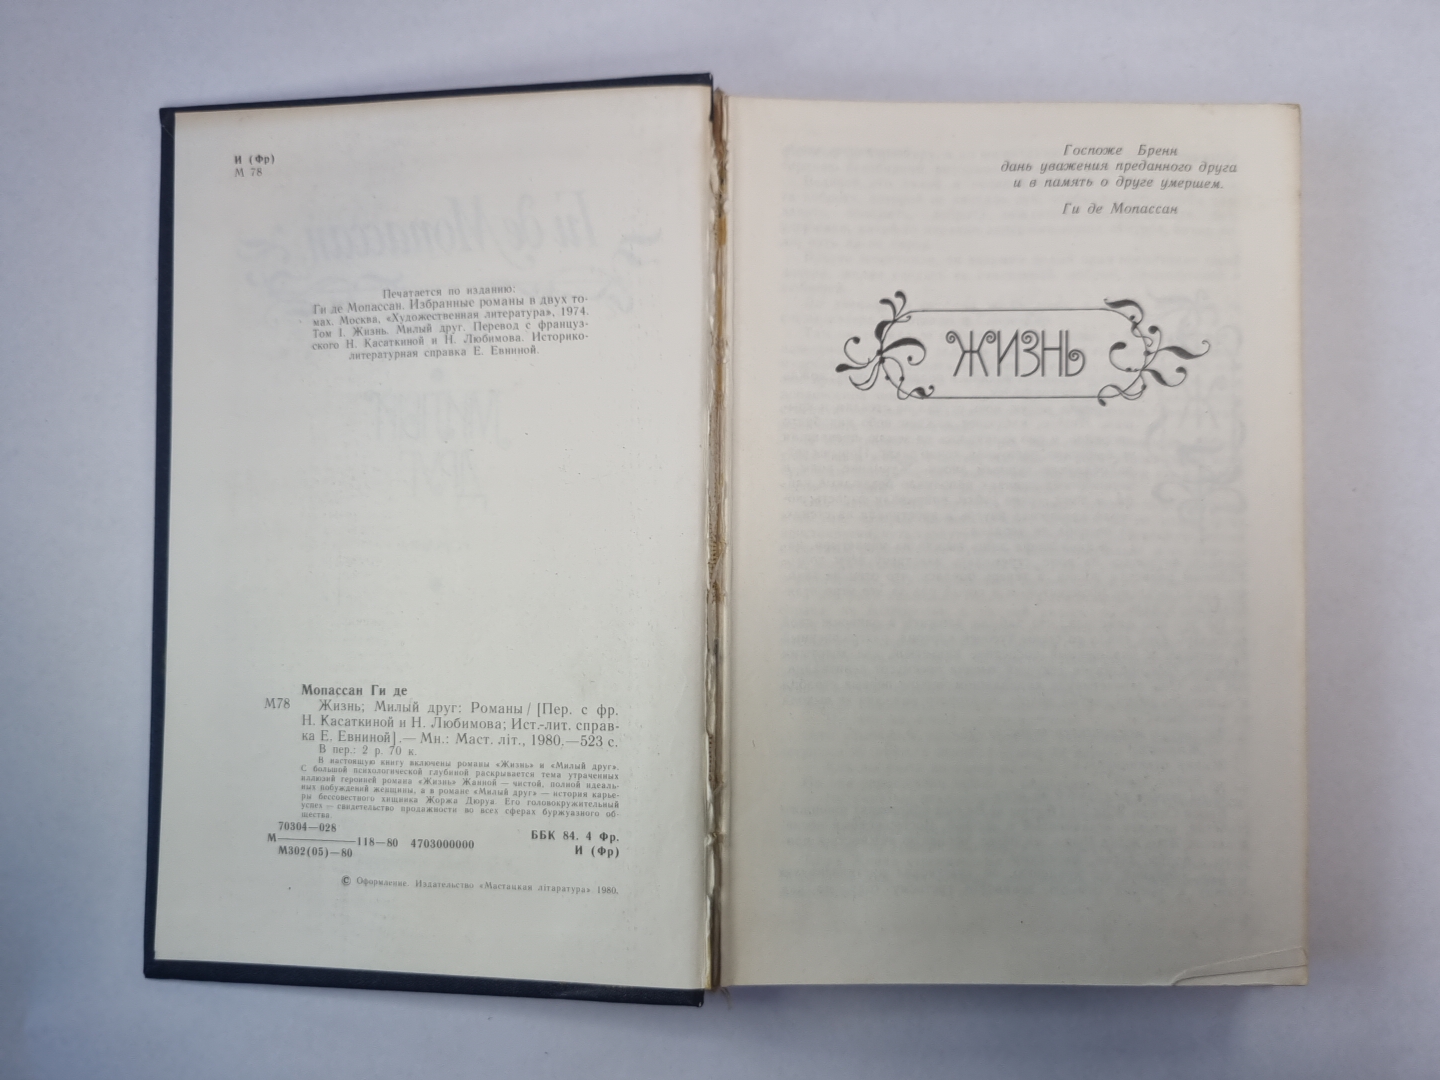 И (Фр)
М 78
Печатается по изданию:
Ги де Мопассан. Избранные романы в двух то-
мах. Москва, «Художественная литература», 1974.
Том I. Жизнь. Милый друг. Перевод с француз-
ского Н. Касаткиной и Н. Любимова. Историко-
литературная справка Е. Евниной.
Мопассан Ги де
М78 Жизнь; Милый друг: Романы / [Пер. с фр.
Н. Касаткиной и Н. Любимова; Ист.-лит. справ-
ка Е. Евниной]. — Мн.: Маст. літ., 1980. — 523 с.
В пер.: 2 р. 70 к.
В настоящую книгу включены романы «Жизнь» и «Милый друг».
С большой психологической глубиной раскрывается тема утраченных
иллюзий героиней романа «Жизнь» Жанной — чистой, полной идеаль-
ных побуждений женщины, а в романе «Милый друг» — история карье-
ры бессовестного хищника Жоржа Дюруа. Его головокружительный
успех — свидетельство продажности во всех сферах буржуазного об-
щества.
70304—028
М————118—80 4703000000
М302(05)—80
ББК 84. 4 Фр.
И (Фр)
© Оформление. Издательство «Мастацкая літаратура» 1980.
Госпоже Бренн
дань уважения преданного друга
и в память о друге умершем.
Ги де Мопассан
ЖИЗНЬ